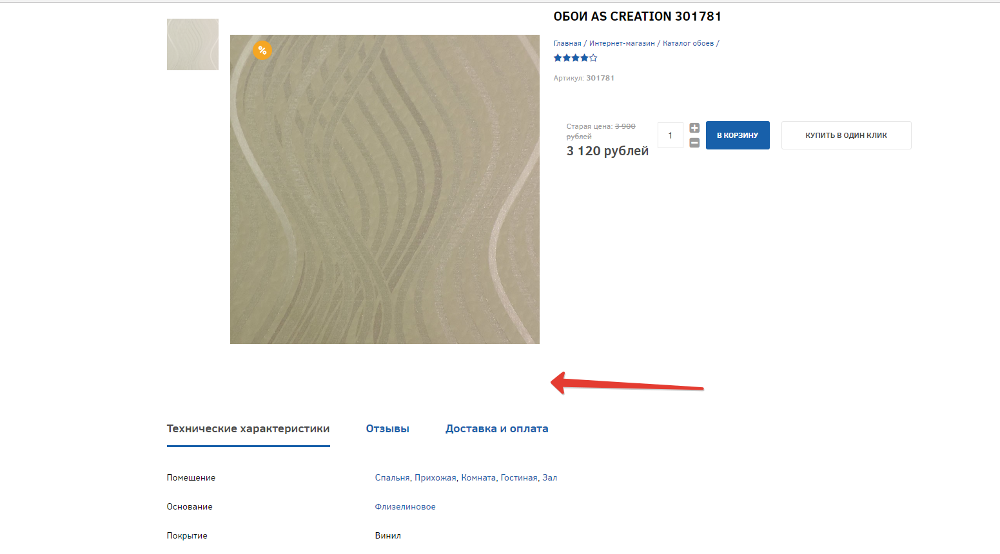 ОБОИ AS CREATION 301781
Главная / Интернет-магазин / Каталог обоев /
Артикул: 301781
%
Старая цена: 3 900
рублей
3 120 рублей
1
В КОРЗИНУ
КУПИТЬ В ОДИН КЛИК
Технические характеристики
Отзывы
Доставка и оплата
Помещение
Спальня, Прихожая, Комната, Гостиная, Зал
Основание
Флизелиновое
Покрытие
Винил